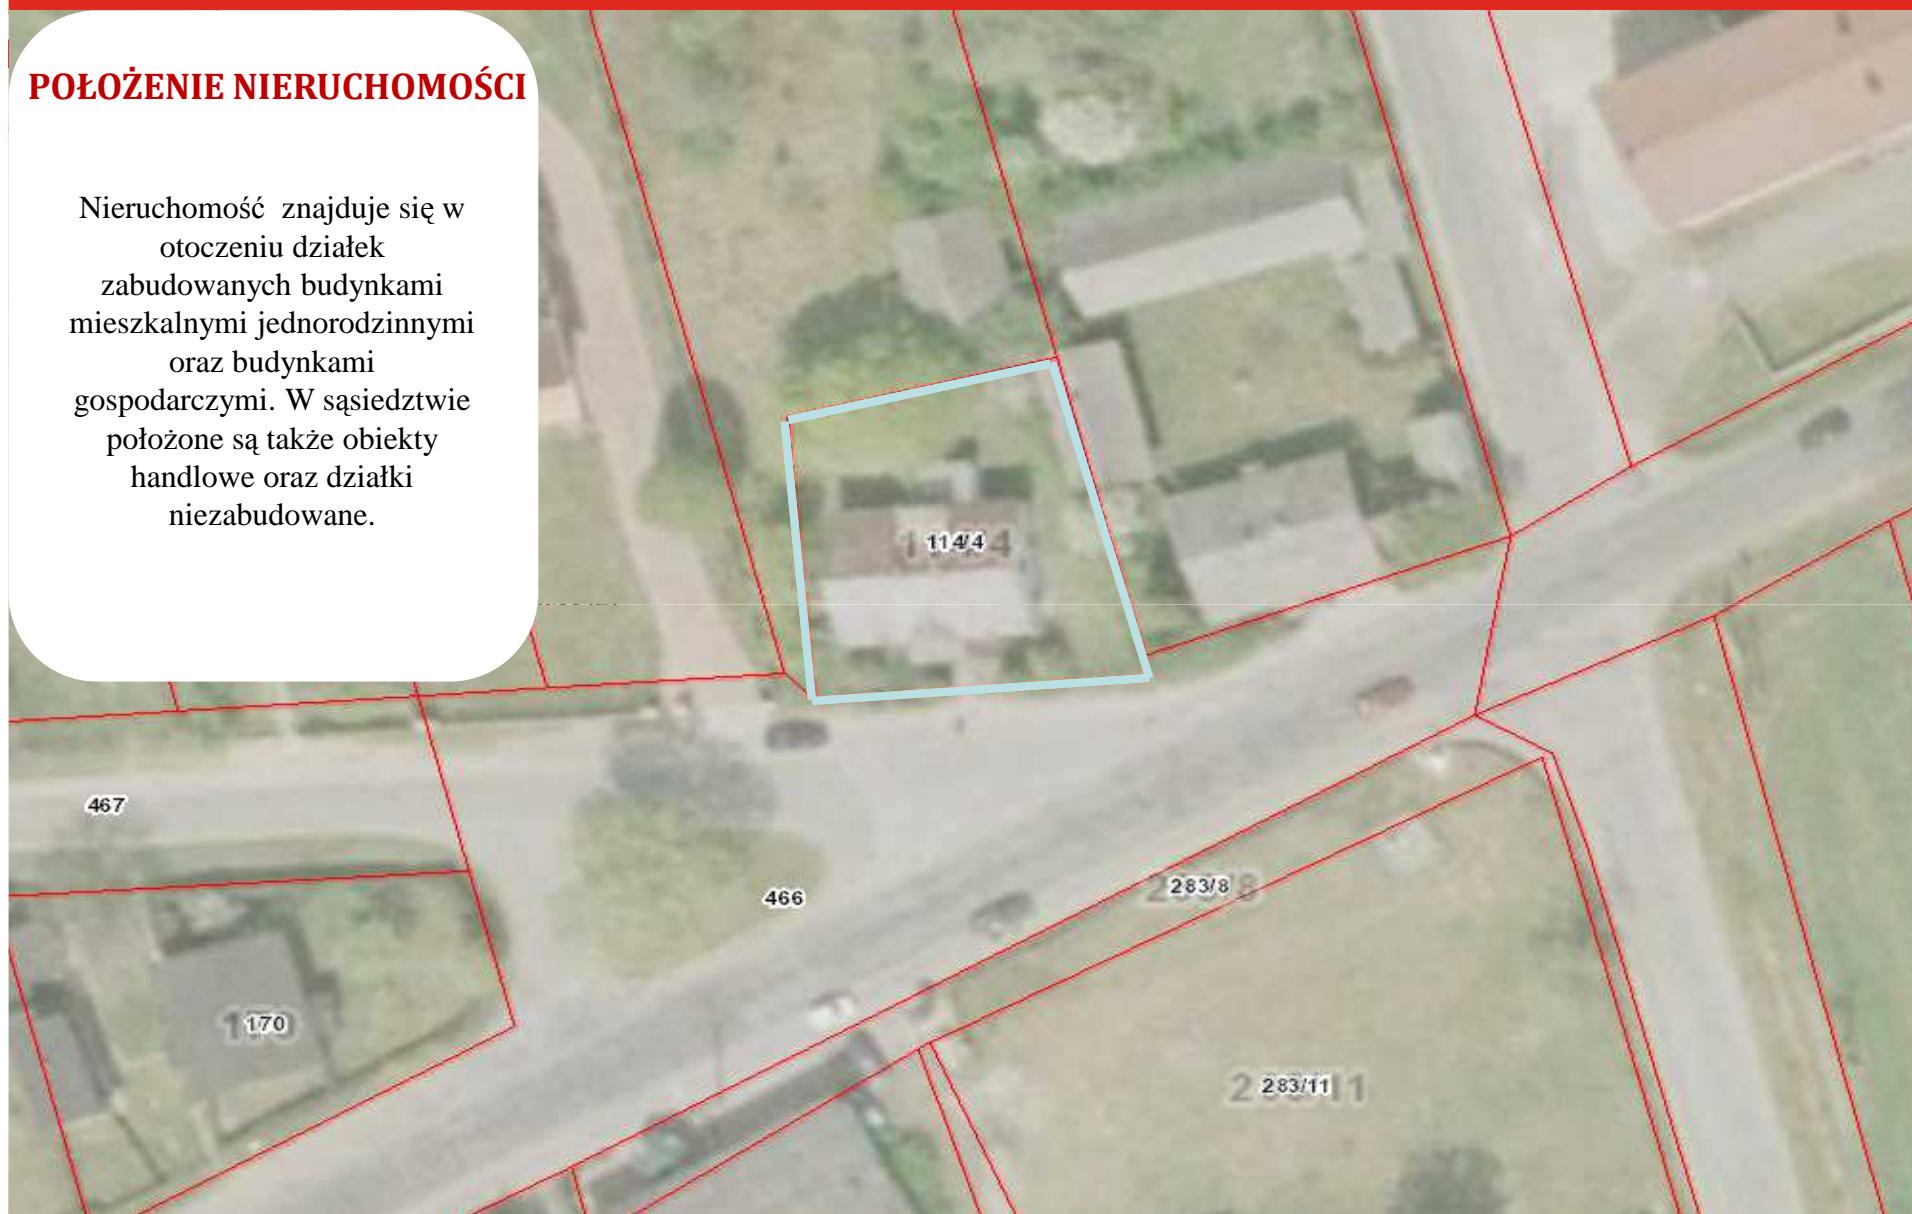 POŁOŻENIE NIERUCHOMOŚCI
Nieruchomość znajduje się w
otoczeniu działek
zabudowanych budynkami
mieszkalnymi jednorodzinnymi
oraz budynkami
gospodarczymi. W sąsiedztwie
położone są także obiekty
handlowe oraz działki
niezabudowane.
114/4
467
466
283/8
170
283/11